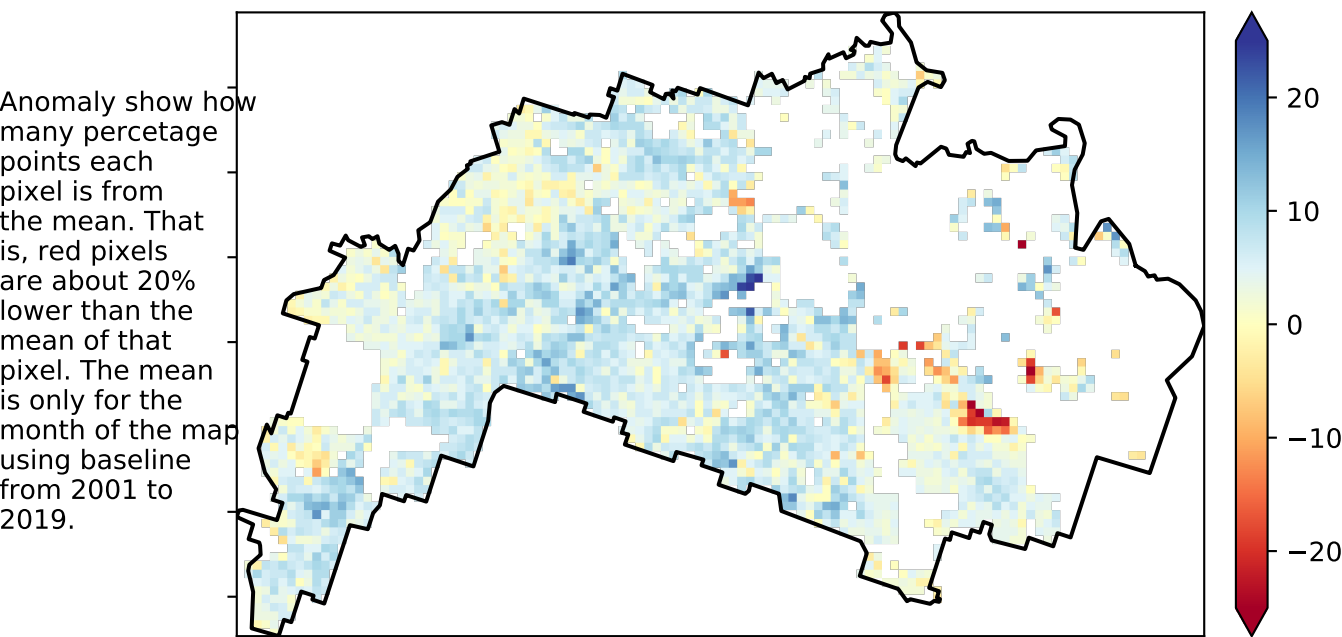 Anomaly show how
many percetage
points each
pixel is from
the mean. That
is, red pixels
are about 20%
lower than the
mean of that
pixel. The mean
is only for the
month of the map
using baseline
from 2001 to
2019.
20
10
0
−10
−20